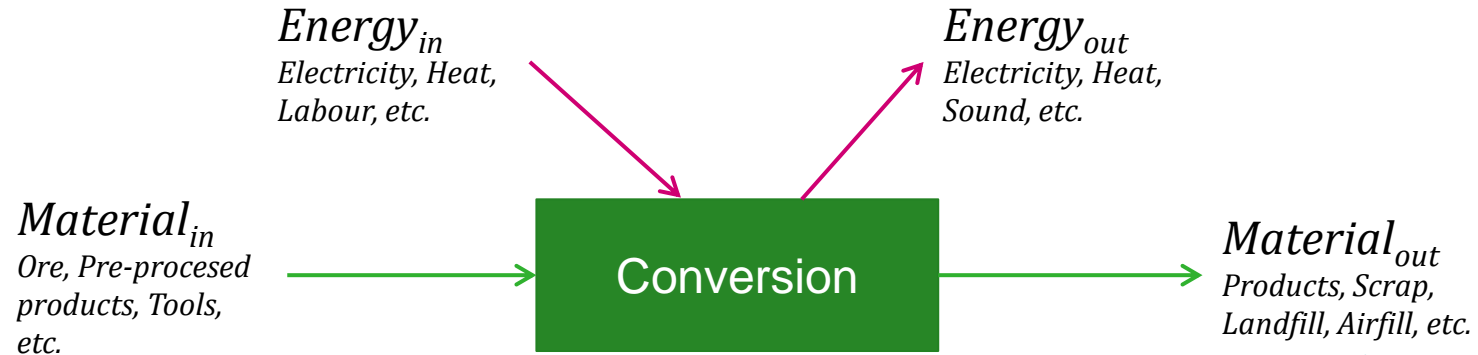 Energy_in
Electricity, Heat,
Labour, etc.
Energy_out
Electricity, Heat,
Sound, etc.
Material_in
Ore, Pre-procesed
products, Tools,
etc.
Conversion
Material_out
Products, Scrap,
Landfill, Airfill, etc.